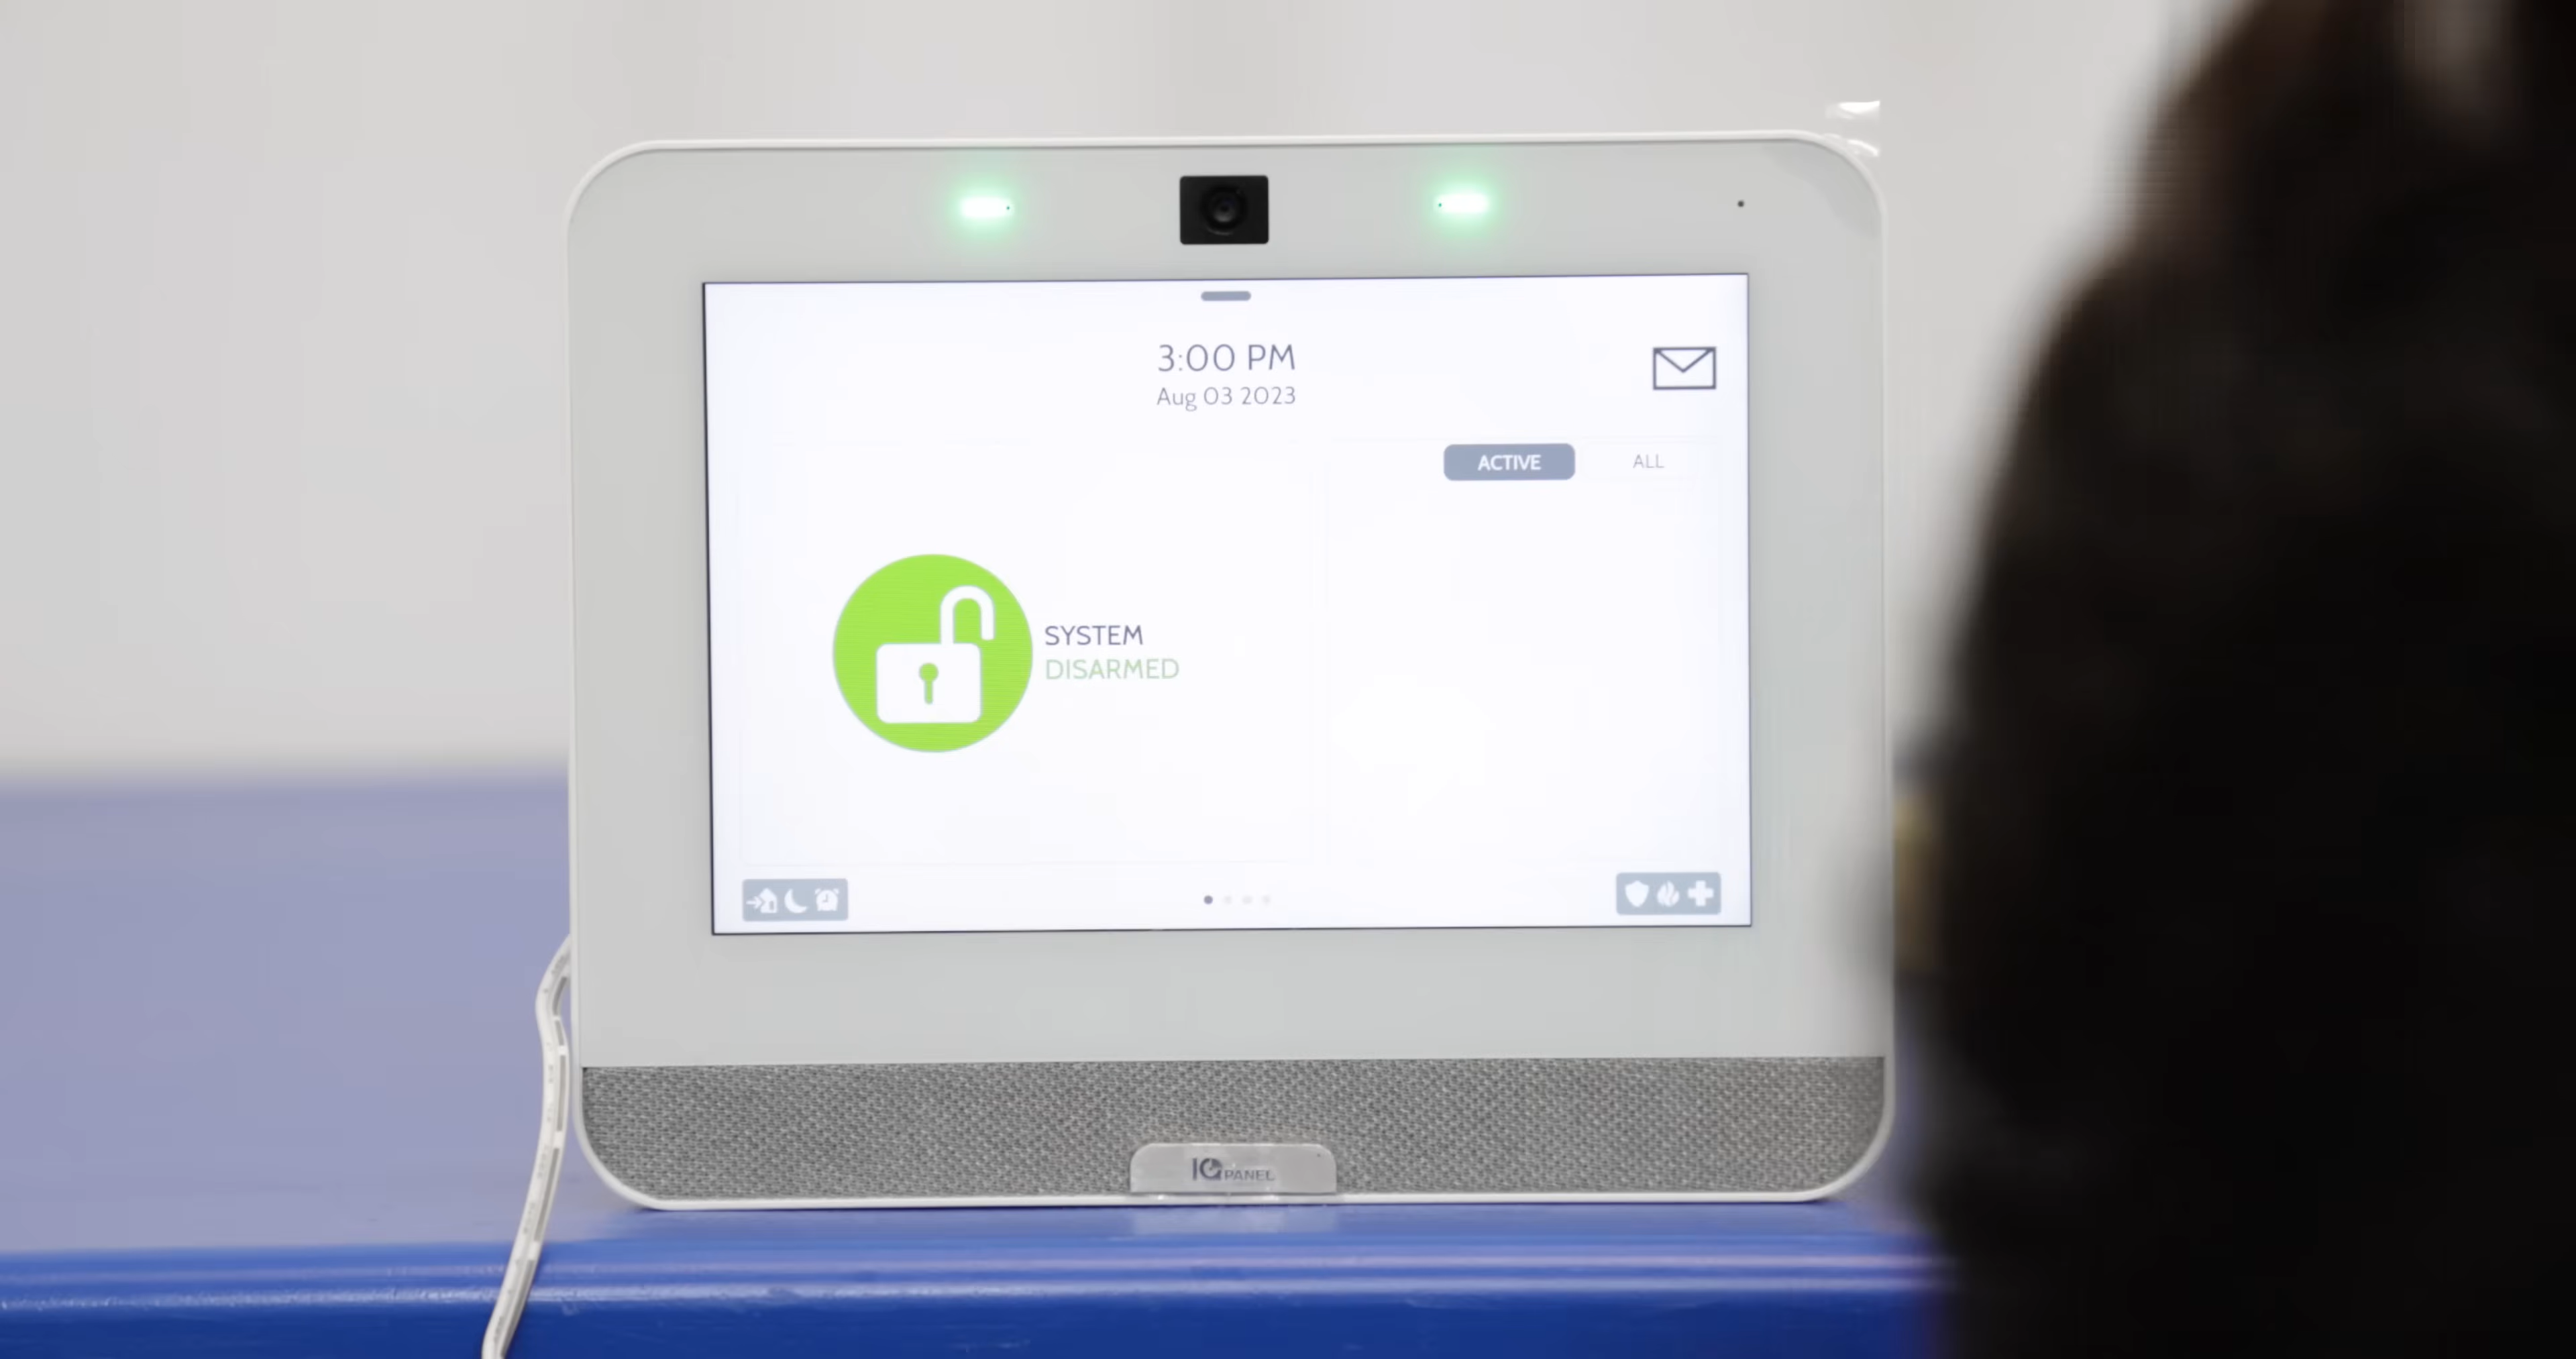 3:00 PM
Aug 03 2023
ACTIVE
ALL
SYSTEM
DISARMED
IQ PANEL